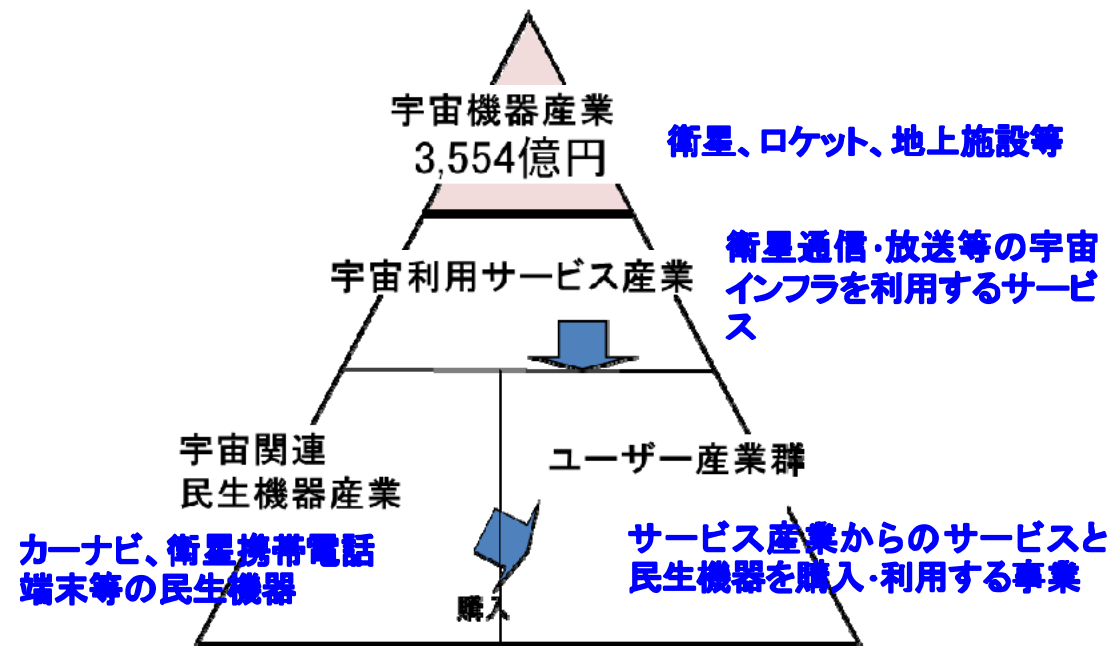 宇宙機器産業
3,554億円
衛星、ロケット、地上施設等
宇宙利用サービス産業
衛星通信・放送等の宇宙
インフラを利用するサービ
ス
宇宙関連
民生機器産業
ユーザー産業群
カーナビ、衛星携帯電話
端末等の民生機器
購入
サービス産業からのサービスと
民生機器を購入・利用する事業